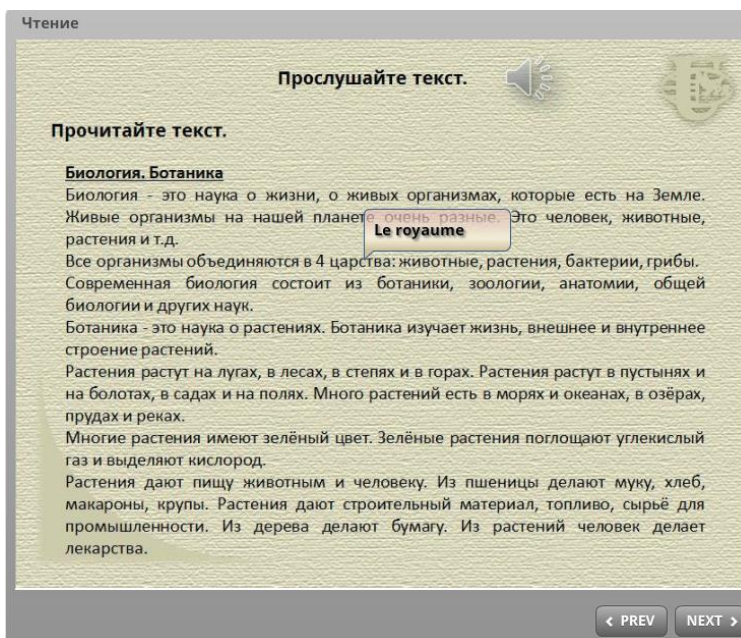 Чтение
Прослушайте текст.
Прочитайте текст.
Биология. Ботаника
Биология - это наука о жизни, о живых организмах, которые есть на Земле.
Живые организмы на нашей планете очень разные. Это человек, животные,
Le royaume
растения и т.д.
Все организмы объединяются в 4 царства: животные, растения, бактерии, грибы.
Современная биология состоит из ботаники, зоологии, анатомии, общей
биологии и других наук.
Ботаника - это наука о растениях. Ботаника изучает жизнь, внешнее и внутреннее
строение растений.
Растения растут на лугах, в лесах, в степях и в горах. Растения растут в пустынях и
на болотах, в садах и на полях. Много растений есть в морях и океанах, в озёрах,
прудах и реках.
Многие растения имеют зелёный цвет. Зелёные растения поглощают углекислый
газ и выделяют кислород.
Растения дают пищу животным и человеку. Из пшеницы делают муку, хлеб,
макароны, крупы. Растения дают строительный материал, топливо, сырьё для
промышленности. Из дерева делают бумагу. Из растений человек делает
лекарства.
PREV NEXT